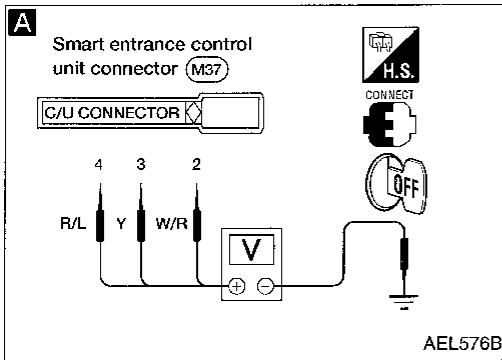 A
Smart entrance control
unit connector M37
H.S.
CONNECT
C/U CONNECTOR
OFF
4 3 2
R/L Y W/R
V
+ -
AEL576B